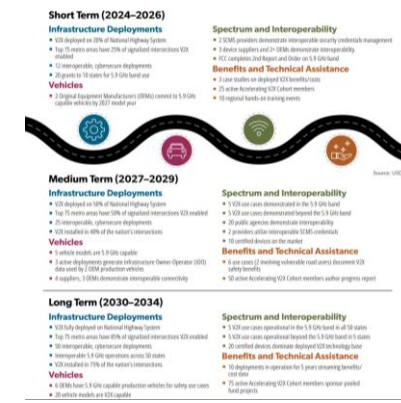 Short Term (2024–2026)
Infrastructure Deployments
• V2X deployed on 20% of National Highway System
• Top 75 metro areas have 25% of signalized intersections V2X
enabled
• 12 interoperable, cybersecure deployments
• 20 grants to 10 states for 5.9 GHz band use
Vehicles
• 2 Original Equipment Manufacturers (OEMs) commit to 5.9 GHz
capable vehicles by 2027 model year
Spectrum and Interoperability
• 2 SCMS providers demonstrate interoperable security credentials management
• 3 device suppliers and 2+ OEMs demonstrate interoperability
• FCC completes 2nd Report and Order on 5.9 GHz band
Benefits and Technical Assistance
• 3 case studies on deployed V2X benefits/costs
• 25 active Accelerating V2X Cohort members
• 10 regional hands-on training events
Source: USD
Medium Term (2027–2029)
Infrastructure Deployments
• V2X deployed on 50% of National Highway System
• Top 75 metro areas have 50% of signalized intersections V2X enabled
• 25 interoperable, cybersecure deployments
• V2X installed in 40% of the nation's intersections
Vehicles
• 5 vehicle models are 5.9 GHz capable
• 3 active deployments generate Infrastructure Owner-Operator (IOO)
data used by 2 OEM production vehicles
• 4 suppliers, 3 OEMs demonstrate interoperable connectivity
Spectrum and Interoperability
• 5 V2X use cases demonstrated in the 5.9 GHz band
• 5 V2X use cases demonstrated beyond the 5.9 GHz band
• 20 public agencies demonstrate interoperability
• 2 providers utilize interoperable SCMS credentials
• 10 certified devices on the market
Benefits and Technical Assistance
• 6 use cases (2 involving vulnerable road users) document V2X
safety benefits
• 50 active Accelerating V2X Cohort members author progress report
Long Term (2030–2034)
Infrastructure Deployments
• V2X fully deployed on National Highway System
• Top 75 metro areas have 85% of signalized intersections V2X enabled
• 50 interoperable, cybersecure deployments
• Interoperable 5.9 GHz operations across 50 states
• V2X installed in 75% of the nation's intersections
Vehicles
• 6 OEMs have 5.9 GHz capable production vehicles for safety use cases
• 20 vehicle models are V2X capable
Spectrum and Interoperability
• 5 V2X use cases operational in the 5.9 GHz band in all 50 states
• 5 V2X use cases operational beyond the 5.9 GHz band in 5 states
• 20 certified devices dominate deployed V2X technology base
Benefits and Technical Assistance
• 10 deployments in operation for 5 years streaming benefits/
cost data
• 75 active Accelerating V2X Cohort members sponsor pooled
fund projects